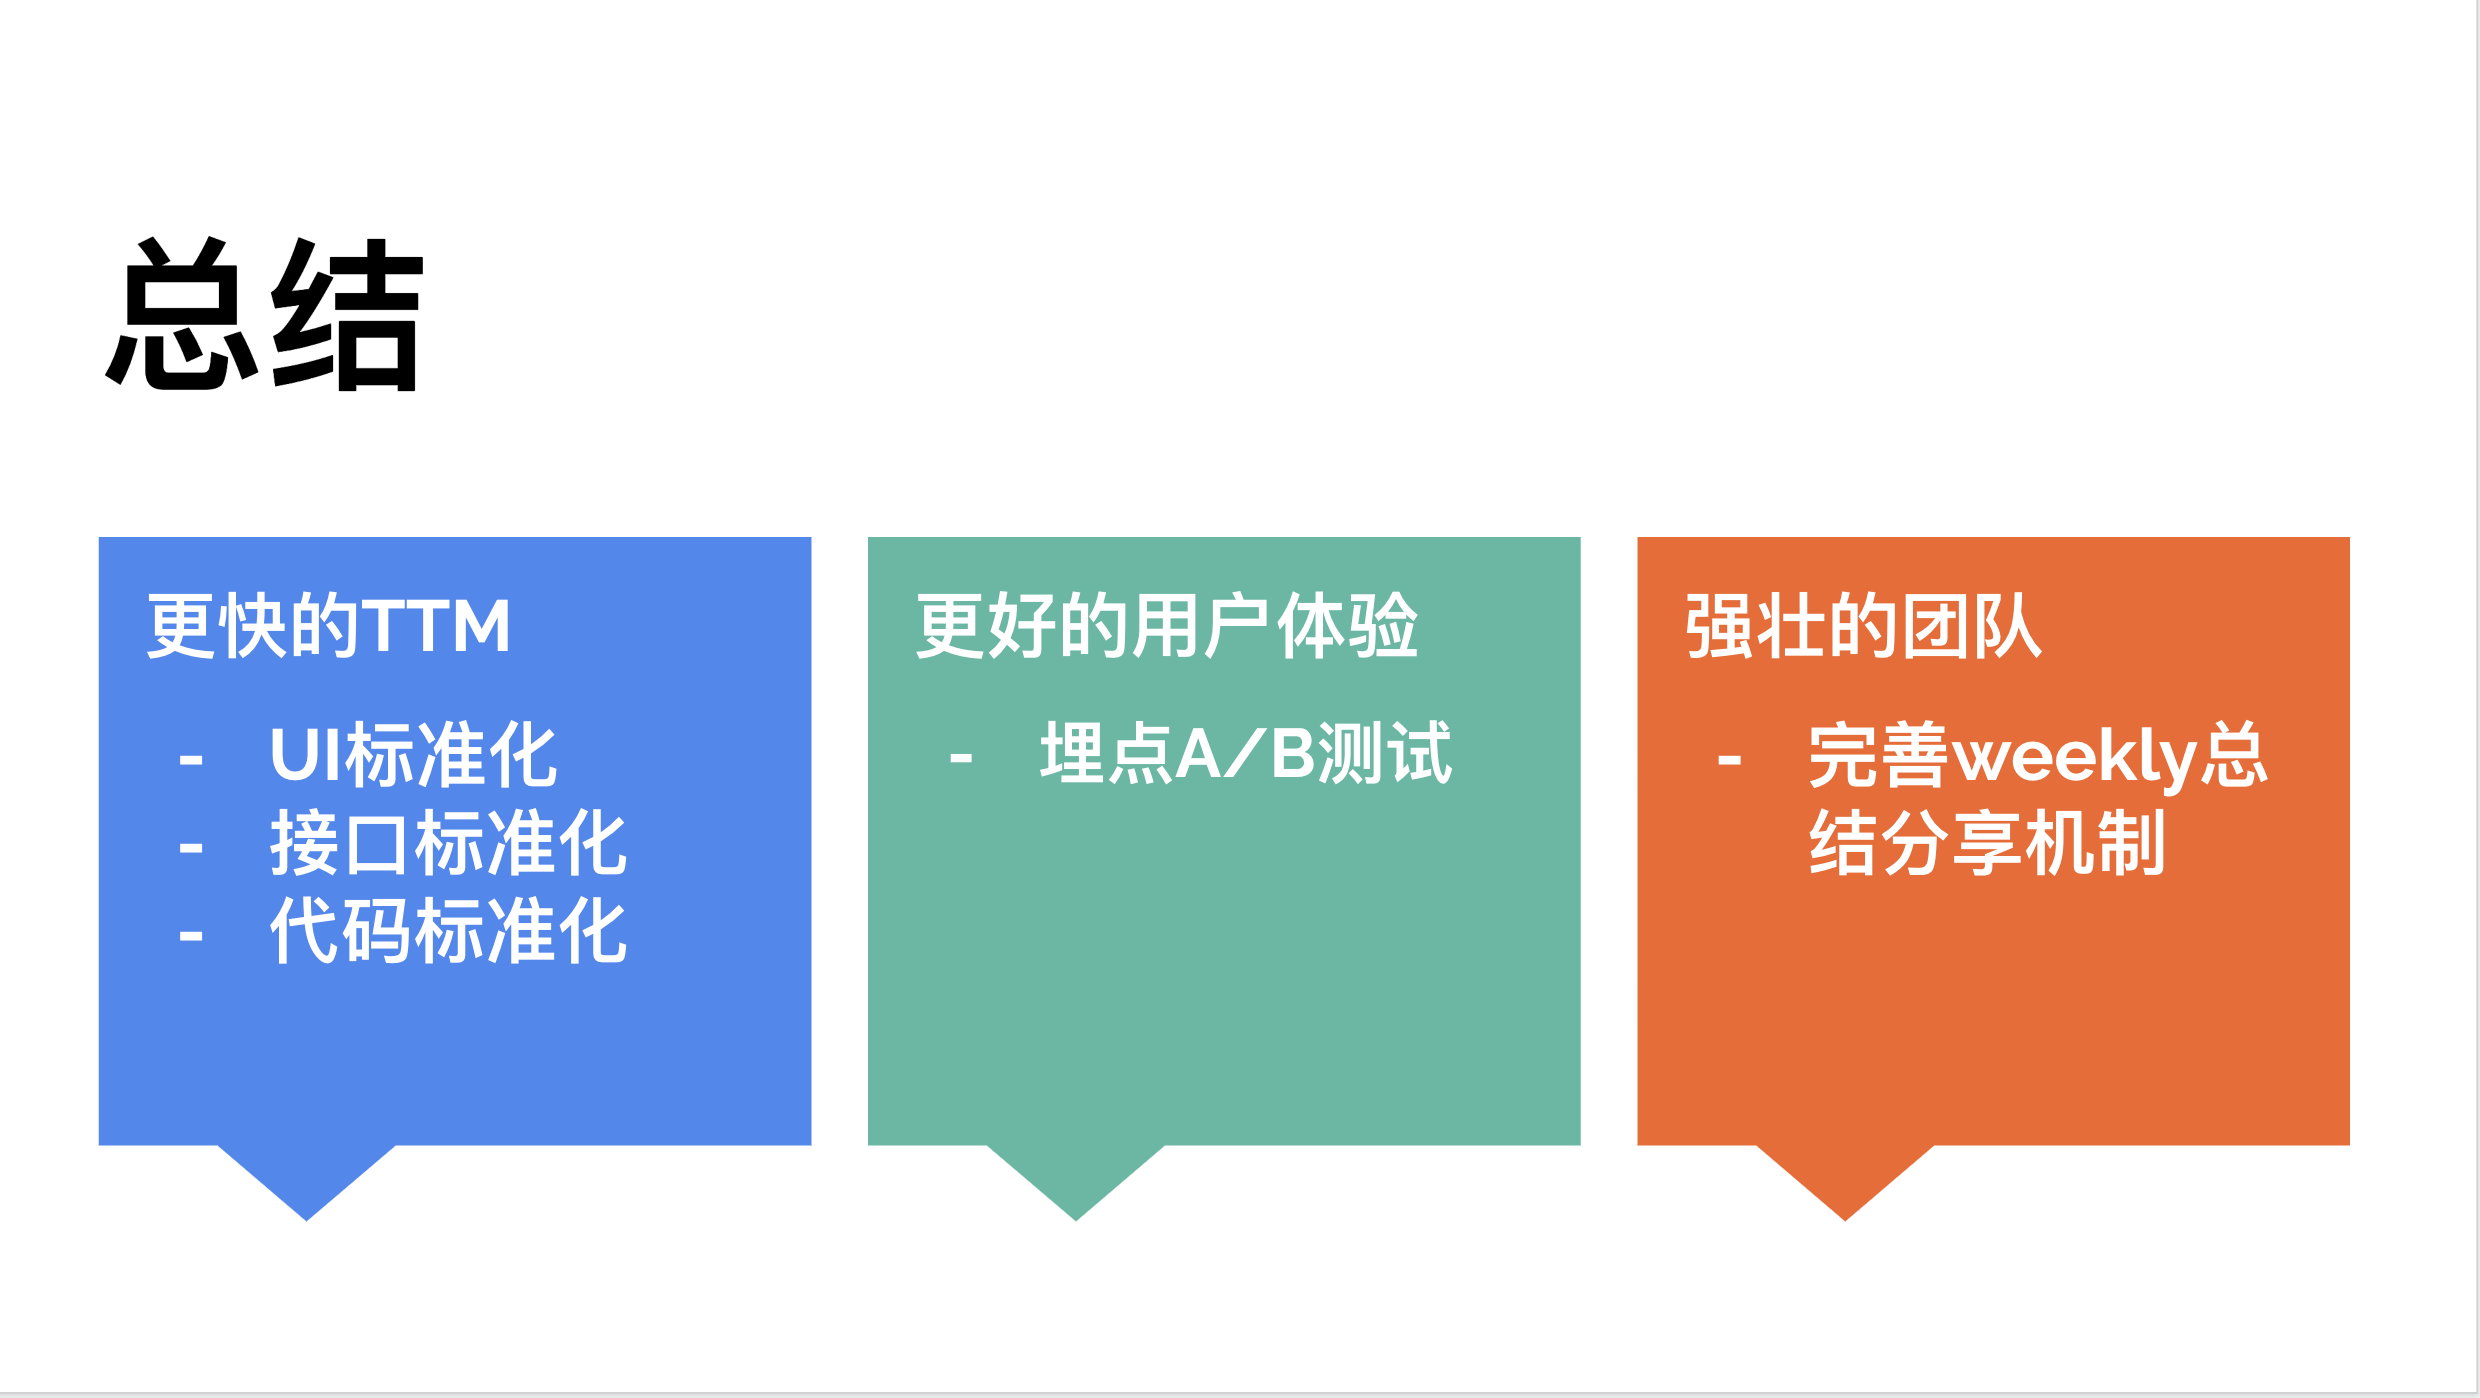 总结
更快的TTM
- UI标准化
- 接口标准化
- 代码标准化
更好的用户体验
- 埋点A/B测试
强壮的团队
- 完善weekly总
结分享机制